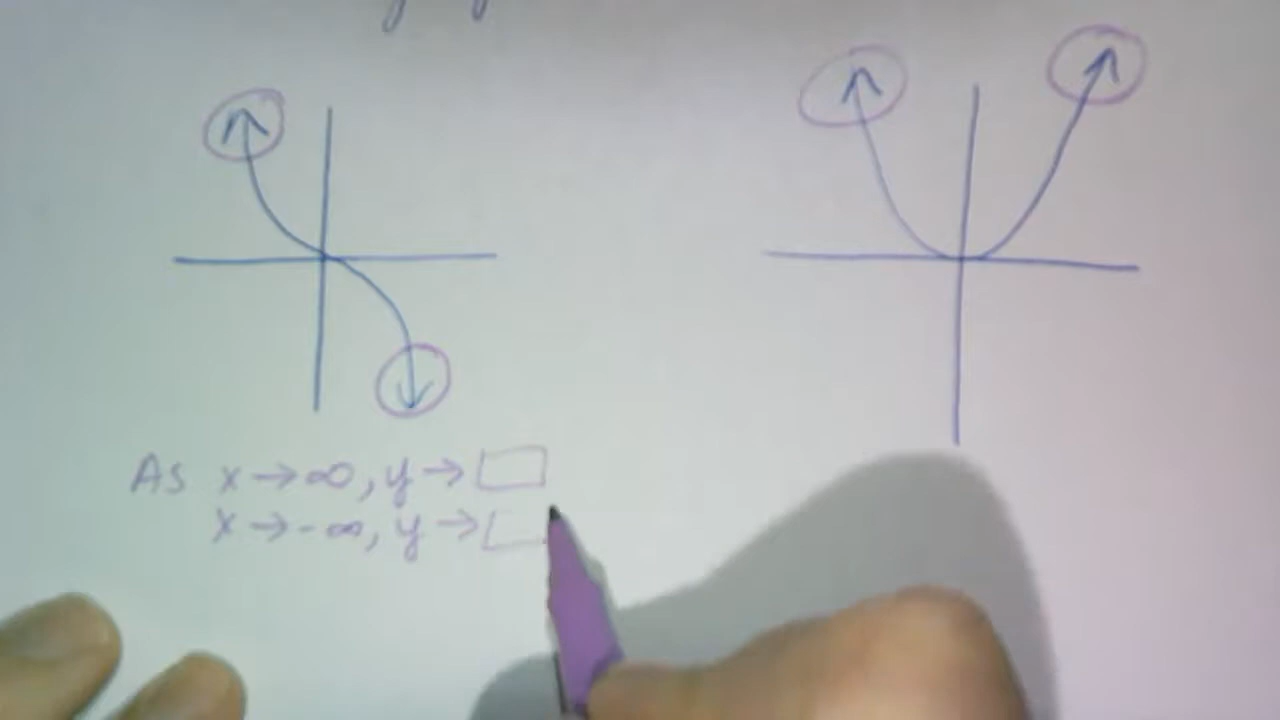 As x→∞, y→□
x→-∞, y→□